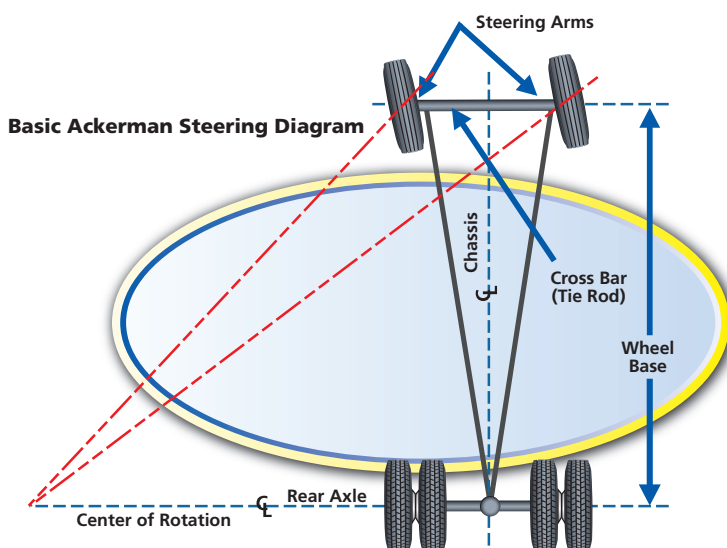 Steering Arms
Basic Ackerman Steering Diagram
Chassis
℄
Cross Bar
(Tie Rod)
Wheel
Base
℄
Rear Axle
Center of Rotation